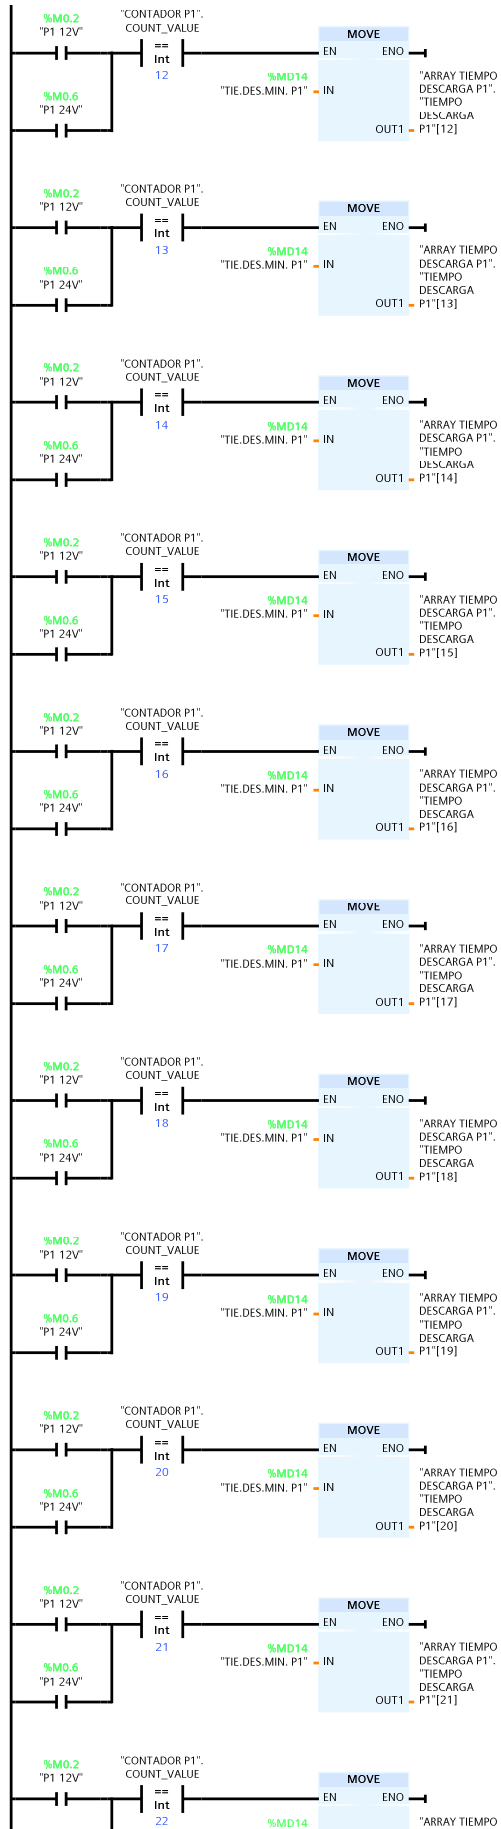 %M0.2
"P1 12V"
"CONTADOR P1".
COUNT_VALUE
==
Int
12
MOVE
EN ENO
%MD14
"TIE.DES.MIN. P1" IN
"ARRAY TIEMPO
DESCARGA P1".
"TIEMPO
DESCARGA
OUT1 P1"[12]
%M0.6
"P1 24V"
%M0.2
"P1 12V"
"CONTADOR P1".
COUNT_VALUE
==
Int
13
MOVE
EN ENO
%MD14
"TIE.DES.MIN. P1" IN
"ARRAY TIEMPO
DESCARGA P1".
"TIEMPO
DESCARGA
OUT1 P1"[13]
%M0.6
"P1 24V"
%M0.2
"P1 12V"
"CONTADOR P1".
COUNT_VALUE
==
Int
14
MOVE
EN ENO
%MD14
"TIE.DES.MIN. P1" IN
"ARRAY TIEMPO
DESCARGA P1".
"TIEMPO
DESCARGA
OUT1 P1"[14]
%M0.6
"P1 24V"
%M0.2
"P1 12V"
"CONTADOR P1".
COUNT_VALUE
==
Int
15
MOVE
EN ENO
%MD14
"TIE.DES.MIN. P1" IN
"ARRAY TIEMPO
DESCARGA P1".
"TIEMPO
DESCARGA
OUT1 P1"[15]
%M0.6
"P1 24V"
%M0.2
"P1 12V"
"CONTADOR P1".
COUNT_VALUE
==
Int
16
MOVE
EN ENO
%MD14
"TIE.DES.MIN. P1" IN
"ARRAY TIEMPO
DESCARGA P1".
"TIEMPO
DESCARGA
OUT1 P1"[16]
%M0.6
"P1 24V"
%M0.2
"P1 12V"
"CONTADOR P1".
COUNT_VALUE
==
Int
17
MOVE
EN ENO
%MD14
"TIE.DES.MIN. P1" IN
"ARRAY TIEMPO
DESCARGA P1".
"TIEMPO
DESCARGA
OUT1 P1"[17]
%M0.6
"P1 24V"
%M0.2
"P1 12V"
"CONTADOR P1".
COUNT_VALUE
==
Int
18
MOVE
EN ENO
%MD14
"TIE.DES.MIN. P1" IN
"ARRAY TIEMPO
DESCARGA P1".
"TIEMPO
DESCARGA
OUT1 P1"[18]
%M0.6
"P1 24V"
%M0.2
"P1 12V"
"CONTADOR P1".
COUNT_VALUE
==
Int
19
MOVE
EN ENO
%MD14
"TIE.DES.MIN. P1" IN
"ARRAY TIEMPO
DESCARGA P1".
"TIEMPO
DESCARGA
OUT1 P1"[19]
%M0.6
"P1 24V"
%M0.2
"P1 12V"
"CONTADOR P1".
COUNT_VALUE
==
Int
20
MOVE
EN ENO
%MD14
"TIE.DES.MIN. P1" IN
"ARRAY TIEMPO
DESCARGA P1".
"TIEMPO
DESCARGA
OUT1 P1"[20]
%M0.6
"P1 24V"
%M0.2
"P1 12V"
"CONTADOR P1".
COUNT_VALUE
==
Int
21
MOVE
EN ENO
%MD14
"TIE.DES.MIN. P1" IN
"ARRAY TIEMPO
DESCARGA P1".
"TIEMPO
DESCARGA
OUT1 P1"[21]
%M0.6
"P1 24V"
%M0.2
"P1 12V"
"CONTADOR P1".
COUNT_VALUE
==
Int
22
MOVE
EN ENO
%MD14
"ARRAY TIEMPO